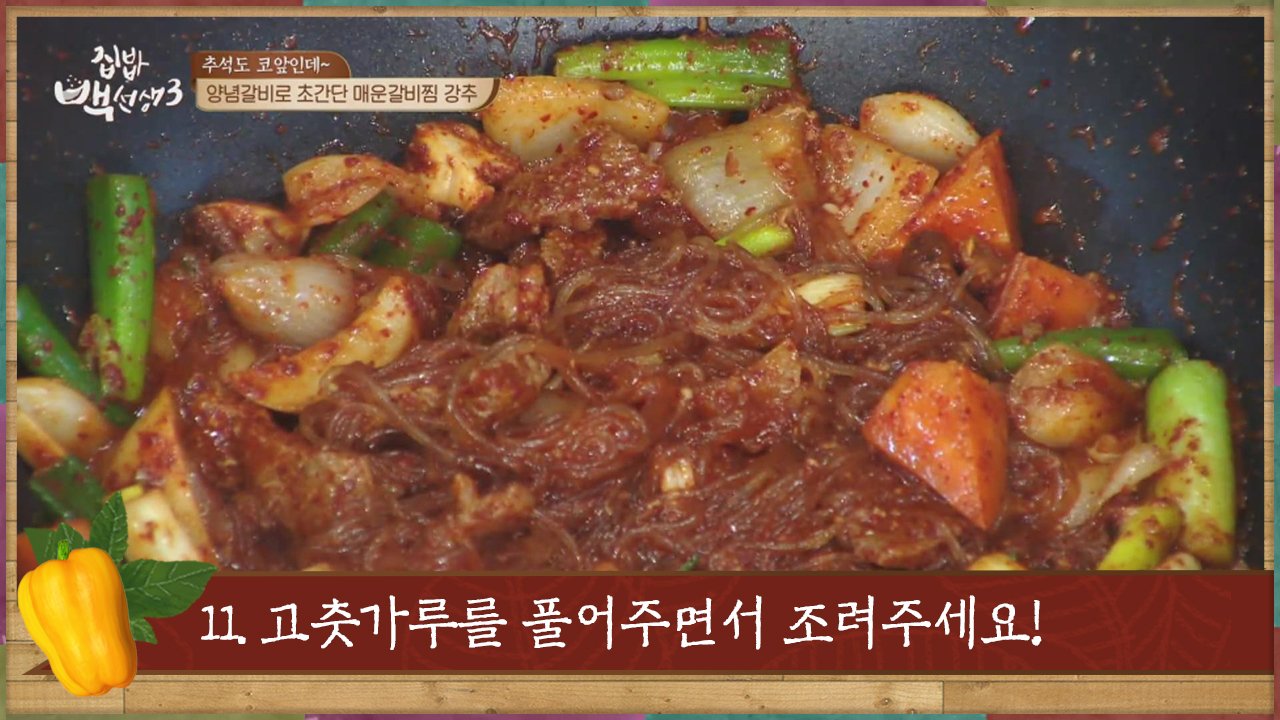 집밥
백선생3
추석도 코앞인데~
양념갈비로 초간단 매운갈비찜 강추
11. 고춧가루를 풀어주면서 조려주세요!